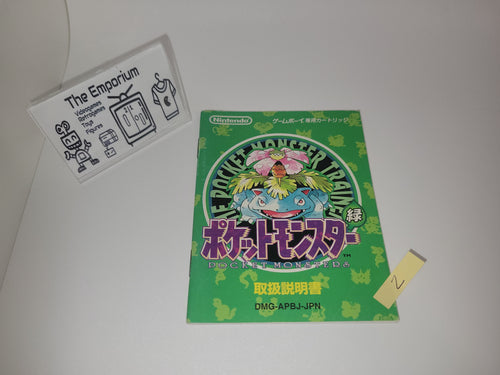 The Emporium
Videogames
Retrogames
Toys
Figures
Nintendo
ゲームボーイ専用カートリッジ
THE POCKET MONSTER TRAINER
緑
ポケットモンスター
POCKET MONSTERS
TM
取扱説明書
DMG-APBJ-JPN
2